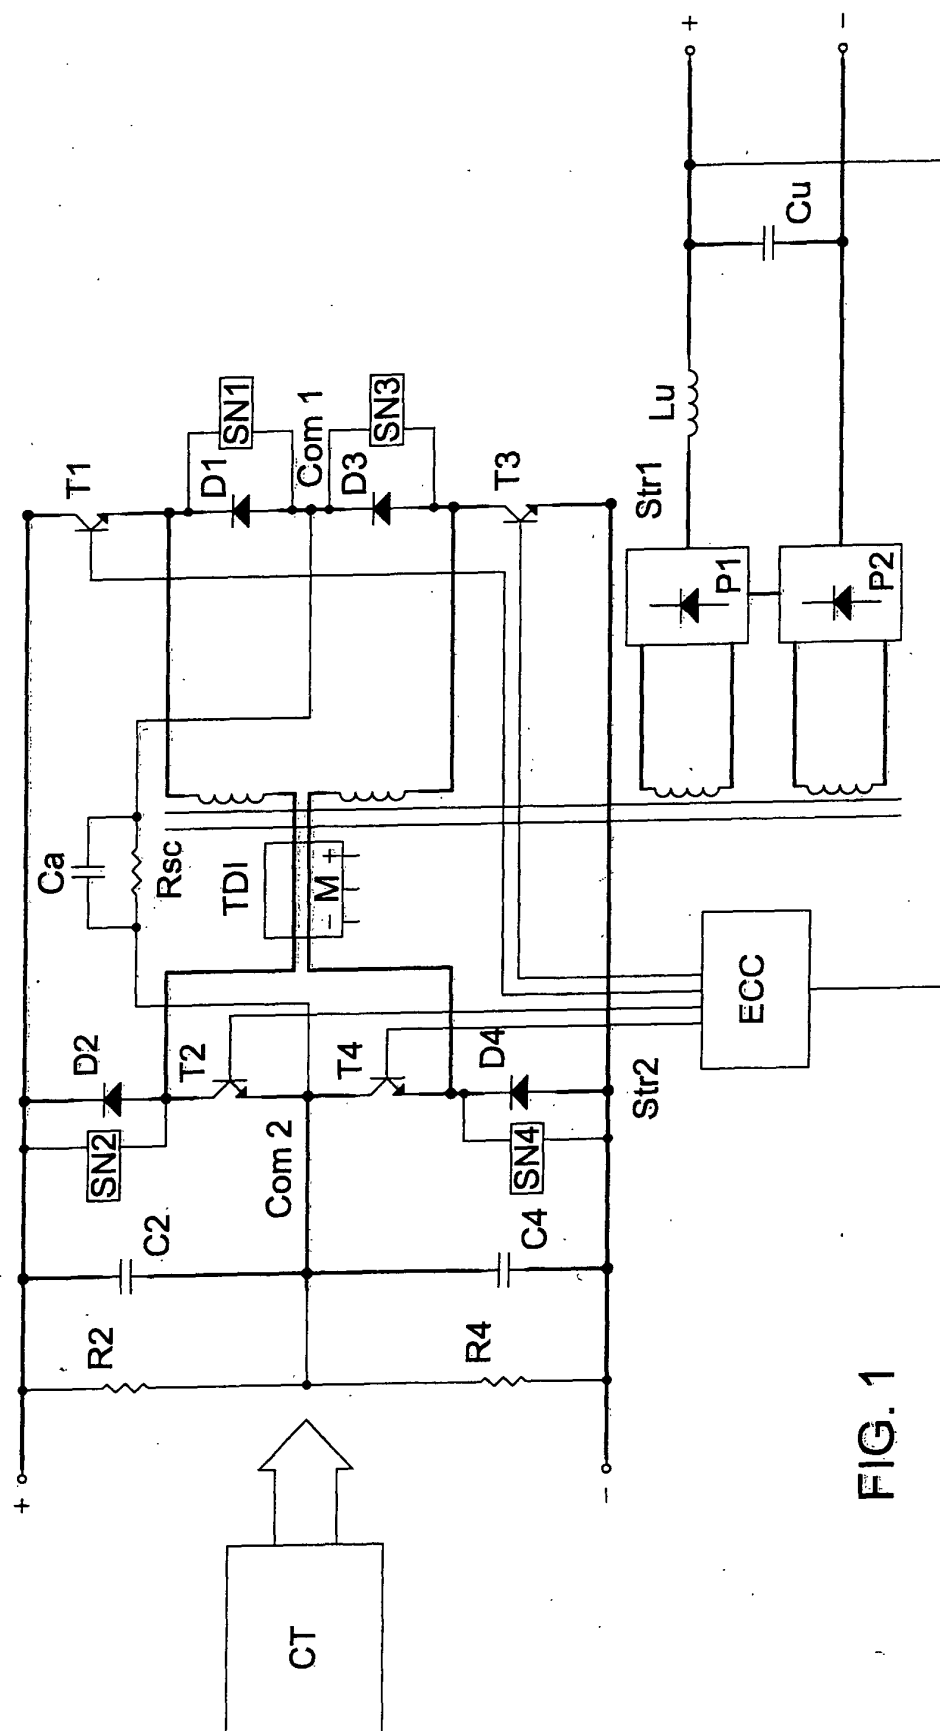 +
-
T1
SN1
D1
Com 1
D3
SN3
T3
Str1
Lu
Cu
P1
P2
Ca
Rsc
TDI
- M +
D2
T2
SN2
Com 2
T4
D4
SN4
Str2
ECC
C2
C4
R2
R4
+
-
CT
FIG. 1